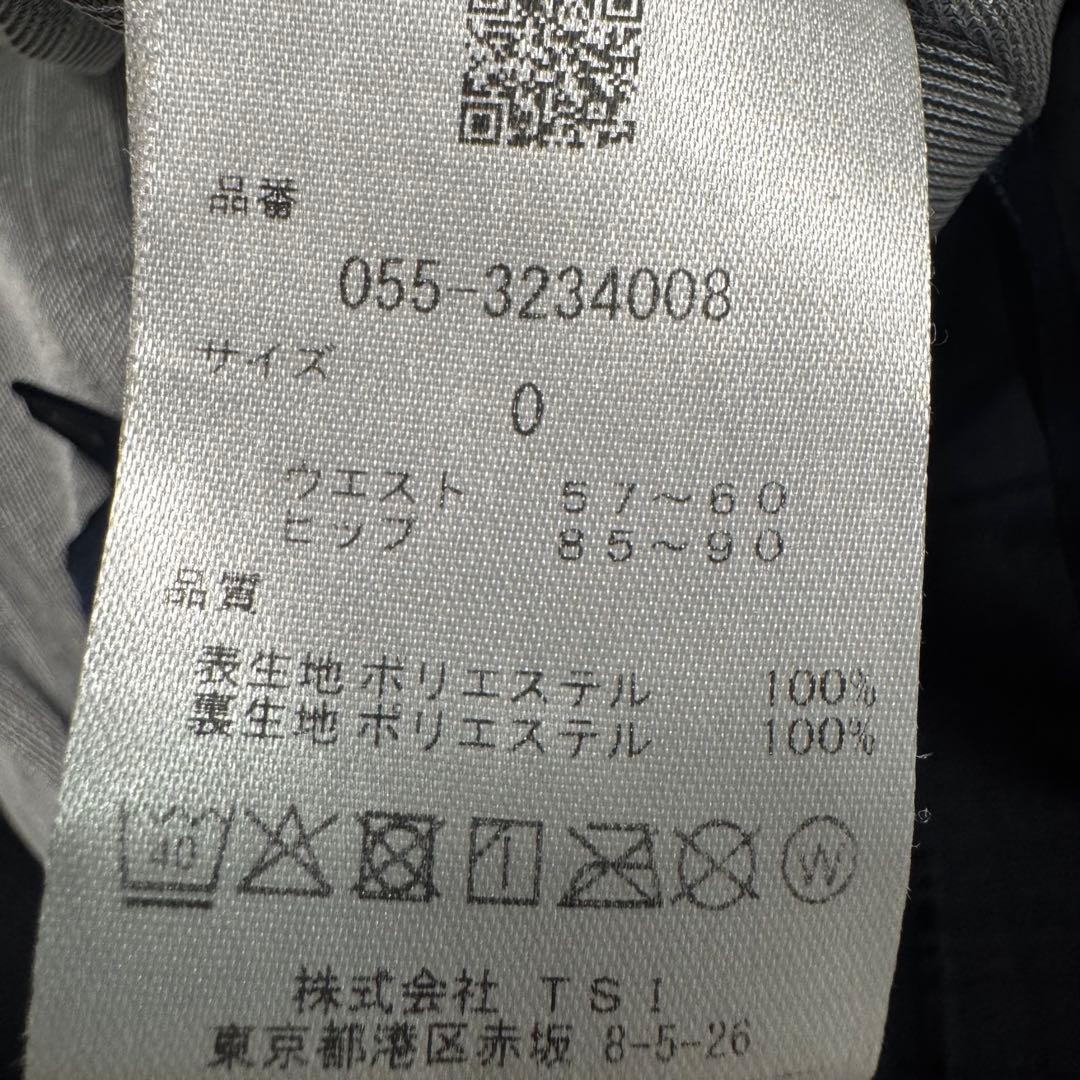 品番
055-3234008
サイズ
0
ウエスト 57～60
ヒップ 85～90
品質
表生地 ポリエステル 100%
裏生地 ポリエステル 100%
40
W
株式会社 TSI
東京都港区赤坂 8-5-26